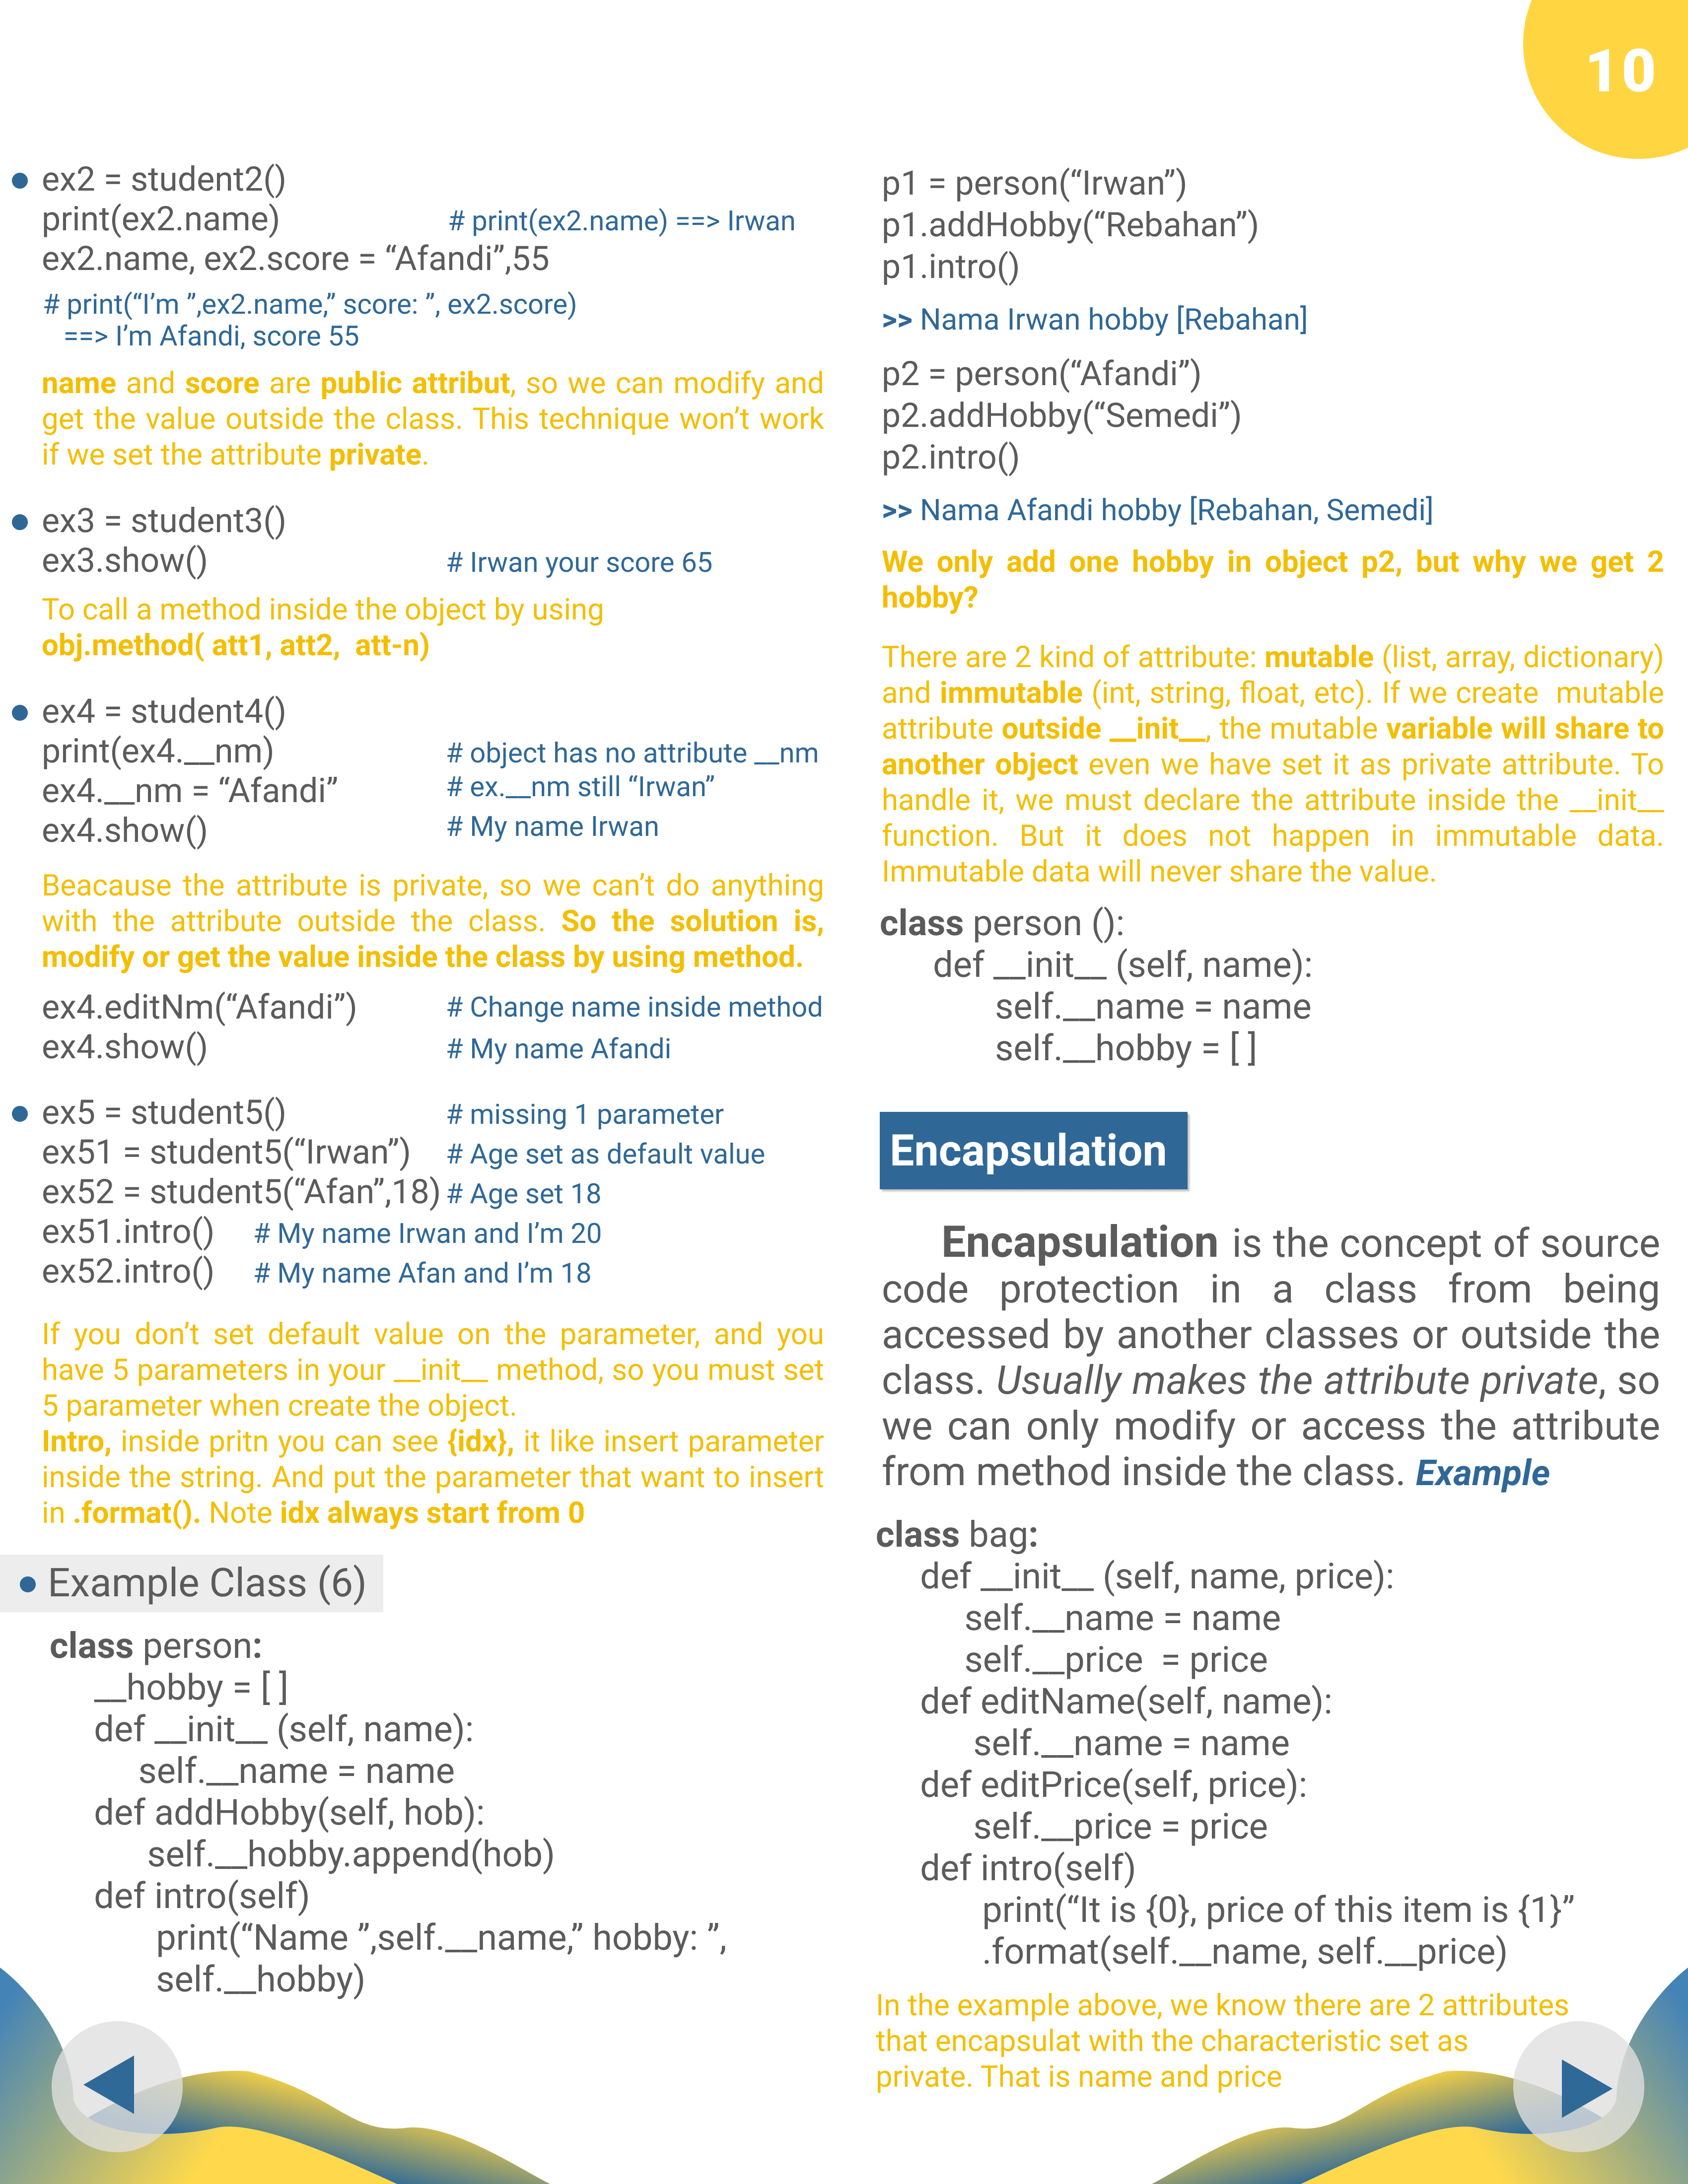 10
ex2 = student2()
print(ex2.name) # print(ex2.name) ==> Irwan
ex2.name, ex2.score = “Afandi”,55
# print(“I’m ”,ex2.name,” score: ”, ex2.score)
==> I’m Afandi, score 55
name and score are public attribut, so we can modify and
get the value outside the class. This technique won’t work
if we set the attribute private.
ex3 = student3()
ex3.show() # Irwan your score 65
To call a method inside the object by using
obj.method( att1, att2, att-n)
ex4 = student4()
print(ex4.__nm) # object has no attribute __nm
ex4.__nm = “Afandi” # ex.__nm still “Irwan”
ex4.show() # My name Irwan
Beacause the attribute is private, so we can’t do anything
with the attribute outside the class. So the solution is,
modify or get the value inside the class by using method.
ex4.editNm(“Afandi”) # Change name inside method
ex4.show() # My name Afandi
ex5 = student5() # missing 1 parameter
ex51 = student5(“Irwan”) # Age set as default value
ex52 = student5(“Afan”,18) # Age set 18
ex51.intro() # My name Irwan and I’m 20
ex52.intro() # My name Afan and I’m 18
If you don’t set default value on the parameter, and you
have 5 parameters in your __init__ method, so you must set
5 parameter when create the object.
Intro, inside pritn you can see {idx}, it like insert parameter
inside the string. And put the parameter that want to insert
in .format(). Note idx always start from 0
Example Class (6)
class person:
__hobby = [ ]
def __init__ (self, name):
self.__name = name
def addHobby(self, hob):
self.__hobby.append(hob)
def intro(self)
print(“Name ”,self.__name,” hobby: ”,
self.__hobby)
p1 = person(“Irwan”)
p1.addHobby(“Rebahan”)
p1.intro()
>> Nama Irwan hobby [Rebahan]
p2 = person(“Afandi”)
p2.addHobby(“Semedi”)
p2.intro()
>> Nama Afandi hobby [Rebahan, Semedi]
We only add one hobby in object p2, but why we get 2
hobby?
There are 2 kind of attribute: mutable (list, array, dictionary)
and immutable (int, string, float, etc). If we create mutable
attribute outside __init__, the mutable variable will share to
another object even we have set it as private attribute. To
handle it, we must declare the attribute inside the __init__
function. But it does not happen in immutable data.
Immutable data will never share the value.
class person ():
def __init__ (self, name):
self.__name = name
self.__hobby = [ ]
Encapsulation
Encapsulation is the concept of source
code protection in a class from being
accessed by another classes or outside the
class. Usually makes the attribute private, so
we can only modify or access the attribute
from method inside the class. Example
class bag:
def __init__ (self, name, price):
self.__name = name
self.__price = price
def editName(self, name):
self.__name = name
def editPrice(self, price):
self.__price = price
def intro(self)
print(“It is {0}, price of this item is {1}”
.format(self.__name, self.__price)
In the example above, we know there are 2 attributes
that encapsulat with the characteristic set as
private. That is name and price